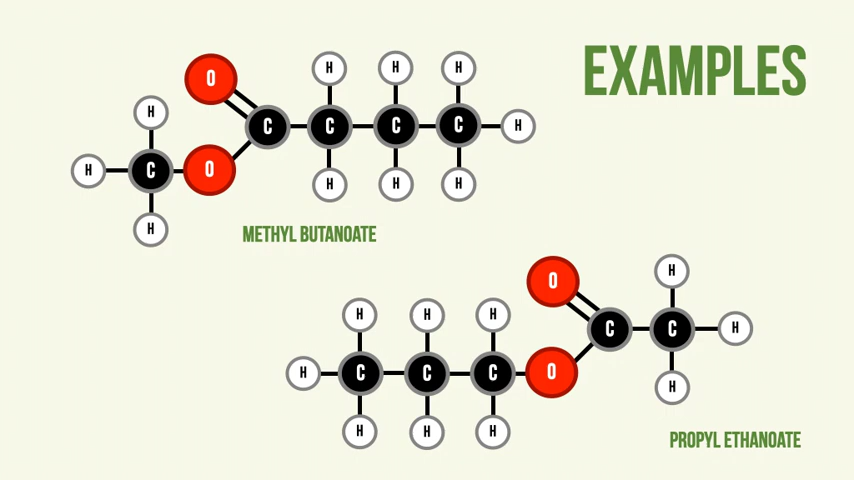 EXAMPLES
O H H H
H C C C C H
H C O
H H H
H
METHYL BUTANOATE
O H
H H H C C H
H C C C O
H
H H H
PROPYL ETHANOATE